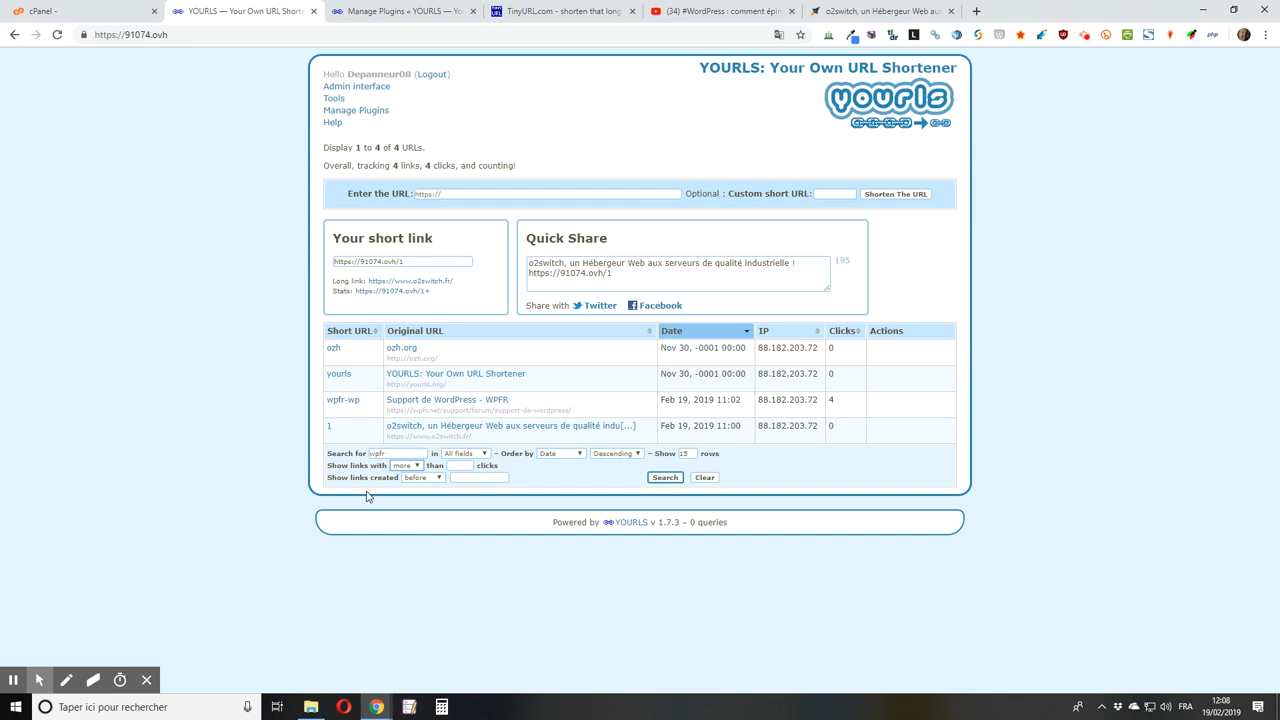 cPanel -
YOURLS — Your Own URL Shorte
Manage Plugins — YOURLS — Yo
TinyURL.com - shorten that long
(34) #WordPress : comment épin
o2switch, un Hébergeur Web aux
https://91074.ovh
YOURLS: Your Own URL Shortener
Hello Depanneur08 (Logout)
Admin interface
Tools
Manage Plugins
Help
yourls
Display 1 to 4 of 4 URLs.
Overall, tracking 4 links, 4 clicks, and counting!
Enter the URL: https:// Optional : Custom short URL: Shorten The URL
Your short link
https://91074.ovh/1
Long link: https://www.o2switch.fr/
Stats: https://91074.ovh/1+
Quick Share
o2switch, un Hébergeur Web aux serveurs de qualité industrielle !
https://91074.ovh/1
195
Share with Twitter Facebook
Short URL Original URL Date IP Clicks Actions
ozh ozh.org Nov 30, -0001 00:00 88.182.203.72 0
http://ozh.org/
yourls YOURLS: Your Own URL Shortener Nov 30, -0001 00:00 88.182.203.72 0
http://yourls.org/
wpfr-wp Support de WordPress - WPFR Feb 19, 2019 11:02 88.182.203.72 4
https://wpfr.net/support/forum/support-de-wordpress/
1 o2switch, un Hébergeur Web aux serveurs de qualité indu[...] Feb 19, 2019 11:00 88.182.203.72 0
https://www.o2switch.fr/
Search for wpfr in All fields – Order by Date Descending – Show 15 rows
Show links with more than clicks
Show links created before Search Clear
Powered by YOURLS v 1.7.3 – 0 queries
Taper ici pour rechercher
FRA
12:08
19/02/2019